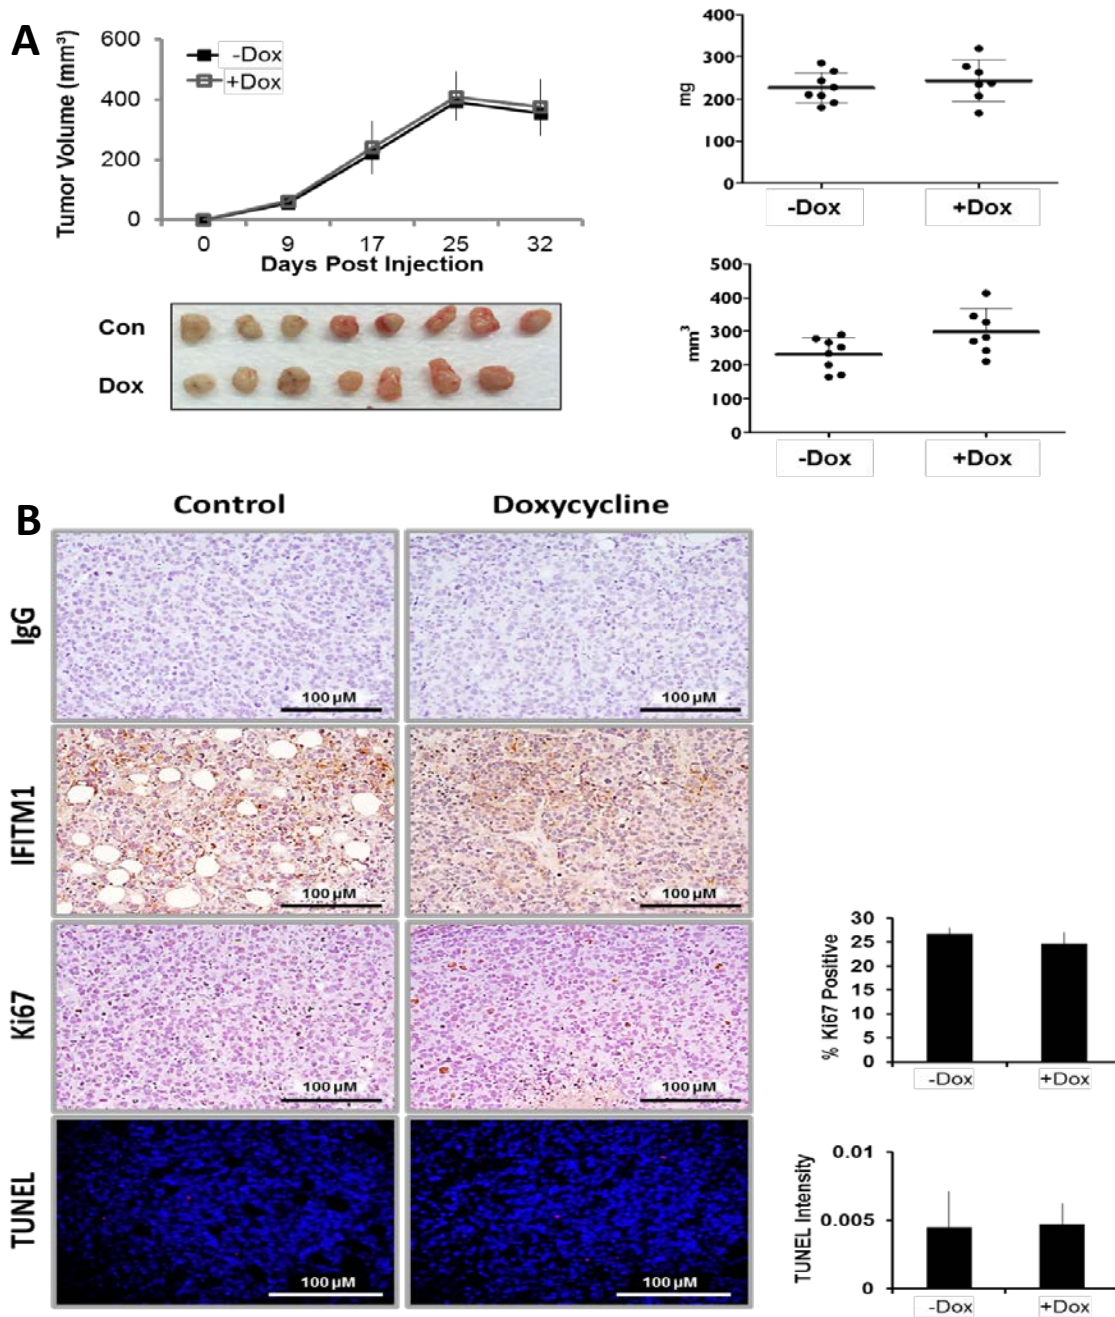 A
Tumor Volume (mm³)
600
400
200
0
-Dox
+Dox
0 9 17 25 32
Days Post Injection
Con
Dox
mg
400
300
200
100
0
-Dox +Dox
mm³
500
400
300
200
100
0
-Dox +Dox
B
Control Doxycycline
IgG
100 µM 100 µM
IFITM1
100 µM 100 µM
Ki67
100 µM 100 µM
% Ki67 Positive
30
25
20
15
10
5
0
-Dox +Dox
TUNEL
100 µM 100 µM
TUNEL Intensity
0.01
0.005
0
-Dox +Dox